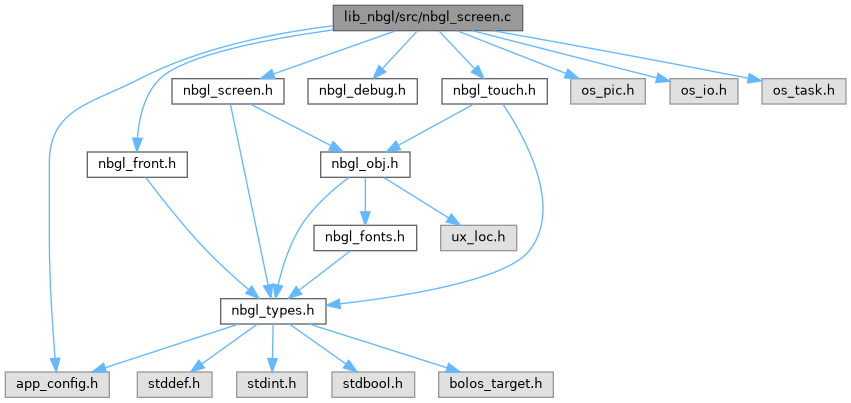 lib_nbgl/src/nbgl_screen.c
nbgl_screen.h
nbgl_debug.h
nbgl_touch.h
os_pic.h
os_io.h
os_task.h
nbgl_front.h
nbgl_obj.h
nbgl_fonts.h
ux_loc.h
nbgl_types.h
app_config.h
stddef.h
stdint.h
stdbool.h
bolos_target.h